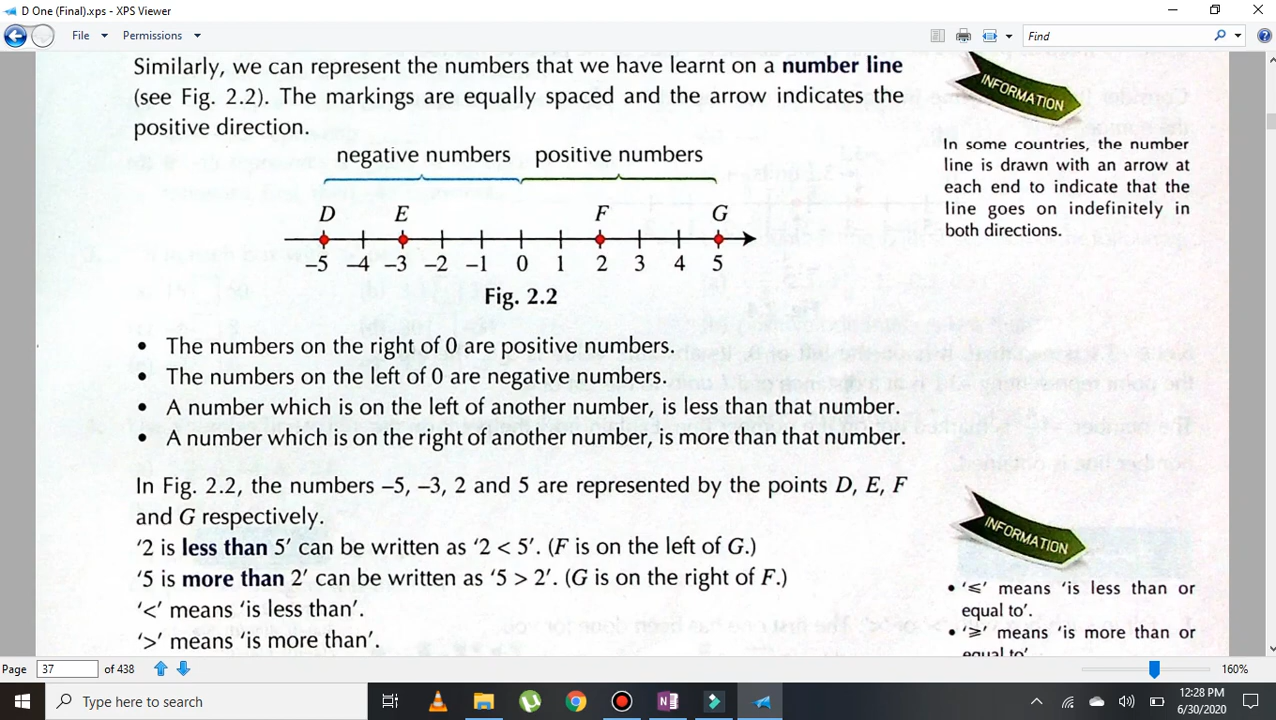 D One (Final).xps - XPS Viewer
File Permissions Find
Similarly, we can represent the numbers that we have learnt on a number line
(see Fig. 2.2). The markings are equally spaced and the arrow indicates the
positive direction.
negative numbers positive numbers
D E F G
–5 –4 –3 –2 –1 0 1 2 3 4 5
Fig. 2.2
• The numbers on the right of 0 are positive numbers.
• The numbers on the left of 0 are negative numbers.
• A number which is on the left of another number, is less than that number.
• A number which is on the right of another number, is more than that number.
In Fig. 2.2, the numbers –5, –3, 2 and 5 are represented by the points D, E, F
and G respectively.
‘2 is less than 5’ can be written as ‘2 < 5’. (F is on the left of G.)
‘5 is more than 2’ can be written as ‘5 > 2’. (G is on the right of F.)
‘<’ means ‘is less than’.
‘>’ means ‘is more than’.
INFORMATION
In some countries, the number
line is drawn with an arrow at
each end to indicate that the
line goes on indefinitely in
both directions.
INFORMATION
• ‘⩽’ means ‘is less than or
equal to’.
• ‘⩾’ means ‘is more than or
equal to’
Page 37 of 438 160%
Type here to search
12:28 PM
6/30/2020